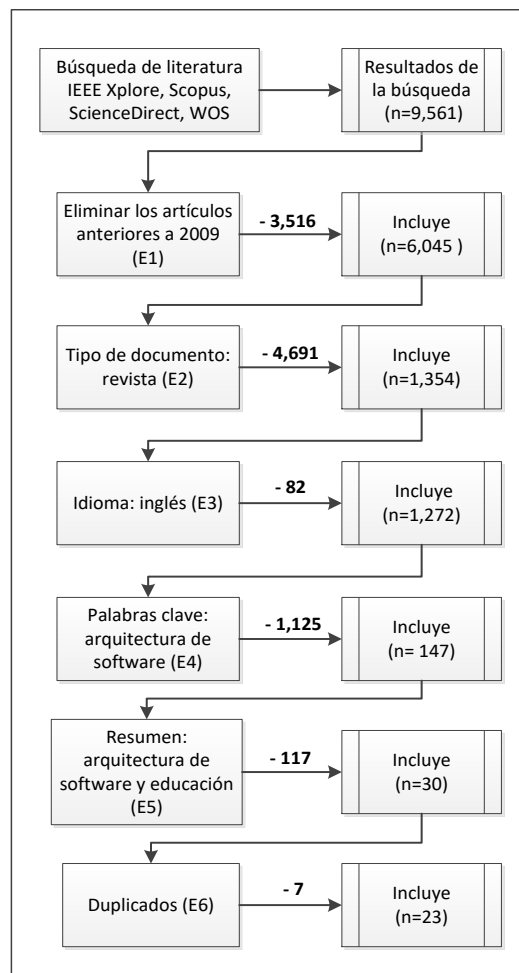 Búsqueda de literatura
IEEE Xplore, Scopus,
ScienceDirect, WOS
Resultados de
la búsqueda
(n=9,561)
Eliminar los artículos
anteriores a 2009
(E1)
- 3,516
Incluye
(n=6,045 )
Tipo de documento:
revista (E2)
- 4,691
Incluye
(n=1,354)
Idioma: inglés (E3)
- 82
Incluye
(n=1,272)
Palabras clave:
arquitectura de
software (E4)
- 1,125
Incluye
(n= 147)
Resumen:
arquitectura de
software y educación
(E5)
- 117
Incluye
(n=30)
Duplicados (E6)
- 7
Incluye
(n=23)